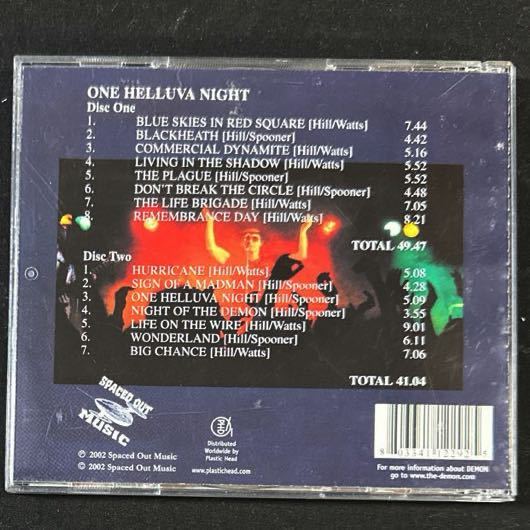 ONE HELLUVA NIGHT
Disc One
1. BLUE SKIES IN RED SQUARE [Hill/Watts] 7.44
2. BLACKHEATH [Hill/Spooner] 4.42
3. COMMERCIAL DYNAMITE [Hill/Watts] 5.16
4. LIVING IN THE SHADOW [Hill/Watts] 5.52
5. THE PLAGUE [Hill/Spooner] 5.52
6. DON'T BREAK THE CIRCLE [Hill/Spooner] 4.48
7. THE LIFE BRIGADE [Hill/Watts] 7.05
8. REMEMBRANCE DAY [Hill/Watts] 8.21
TOTAL 49.47
Disc Two
1. HURRICANE [Hill/Watts] 5.08
2. SIGN OF A MADMAN [Hill/Spooner] 4.28
3. ONE HELLUVA NIGHT [Hill/Spooner] 5.09
4. NIGHT OF THE DEMON [Hill/Spooner] 3.55
5. LIFE ON THE WIRE [Hill/Watts] 9.01
6. WONDERLAND [Hill/Spooner] 6.11
7. BIG CHANCE [Hill/Watts] 7.06
TOTAL 41.04
SPACED OUT
MUSIC
℗ 2002 Spaced Out Music
© 2002 Spaced Out Music
Distributed
Worldwide by
Plastic Head
www.plastichead.com
8 03341 12292 5
For more information about DEMON
go to www.the-demon.com